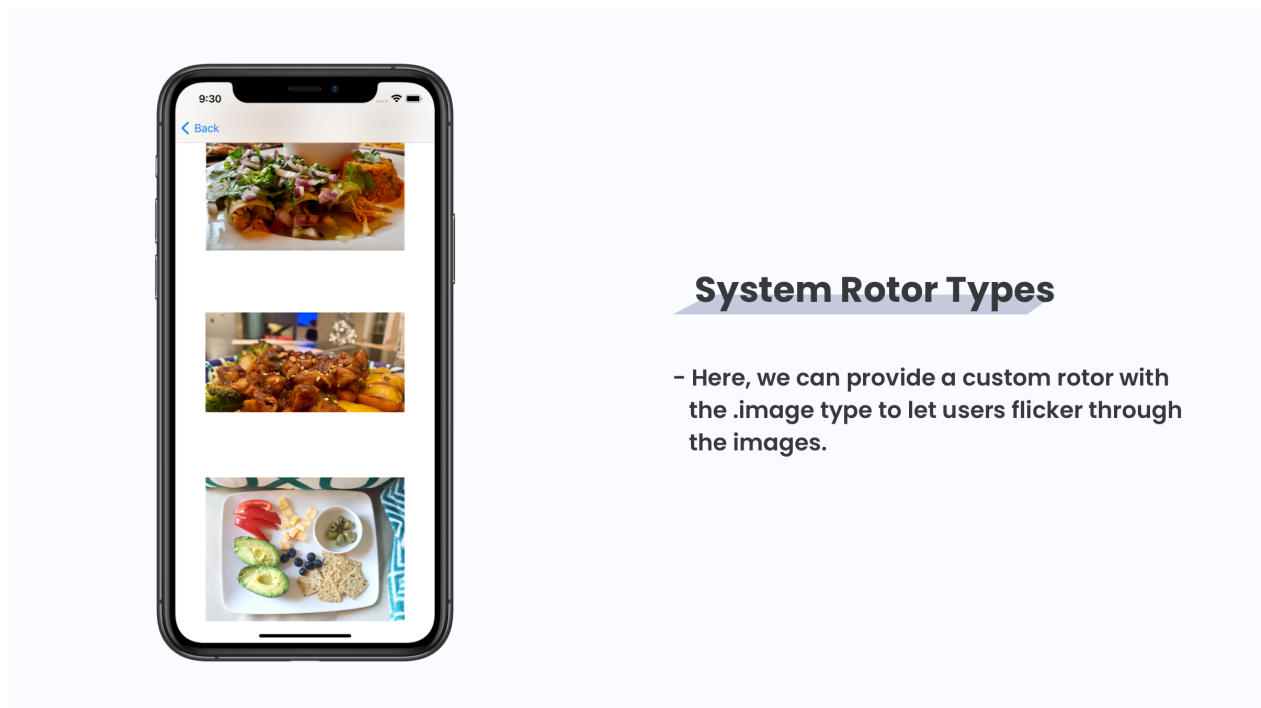 9:30
Back
System Rotor Types
- Here, we can provide a custom rotor with
the .image type to let users flicker through
the images.